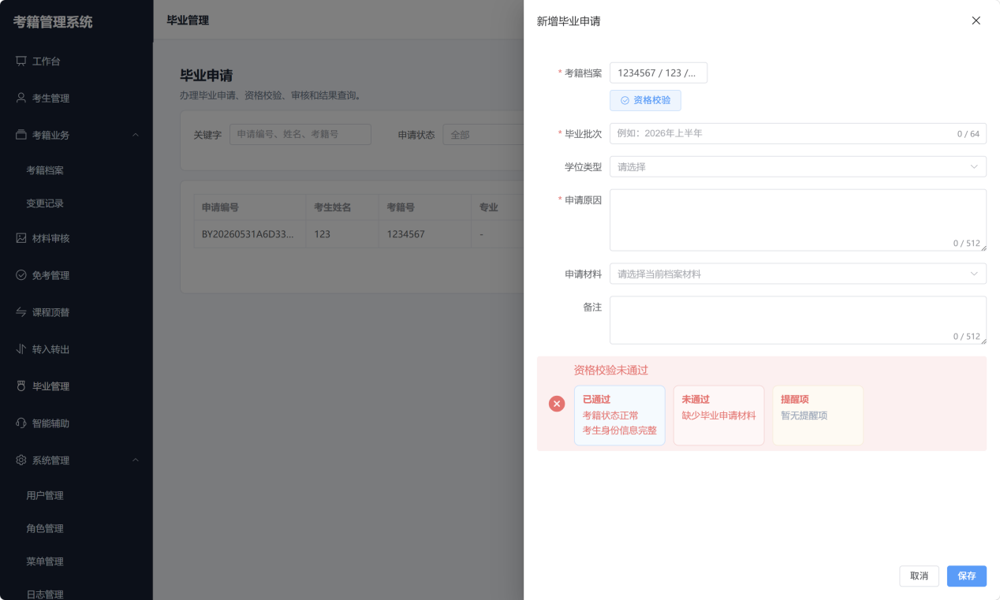 考籍管理系统
工作台
考生管理
考籍业务
考籍档案
变更记录
材料审核
免考管理
课程顶替
转入转出
毕业管理
智能辅助
系统管理
用户管理
角色管理
菜单管理
日志管理
毕业管理
毕业申请
办理毕业申请、资格校验、审核和结果查询。
关键字 申请编号、姓名、考籍号 申请状态 全部
申请编号 考生姓名 考籍号 专业
BY20260531A6D33... 123 1234567 -
新增毕业申请
* 考籍档案 1234567 / 123 /...
资格校验
* 毕业批次 例如：2026年上半年 0 / 64
学位类型 请选择
* 申请原因
0 / 512
申请材料 请选择当前档案材料
备注
0 / 512
资格校验未通过
已通过
考籍状态正常
考生身份信息完整
未通过
缺少毕业申请材料
提醒项
暂无提醒项
取消 保存